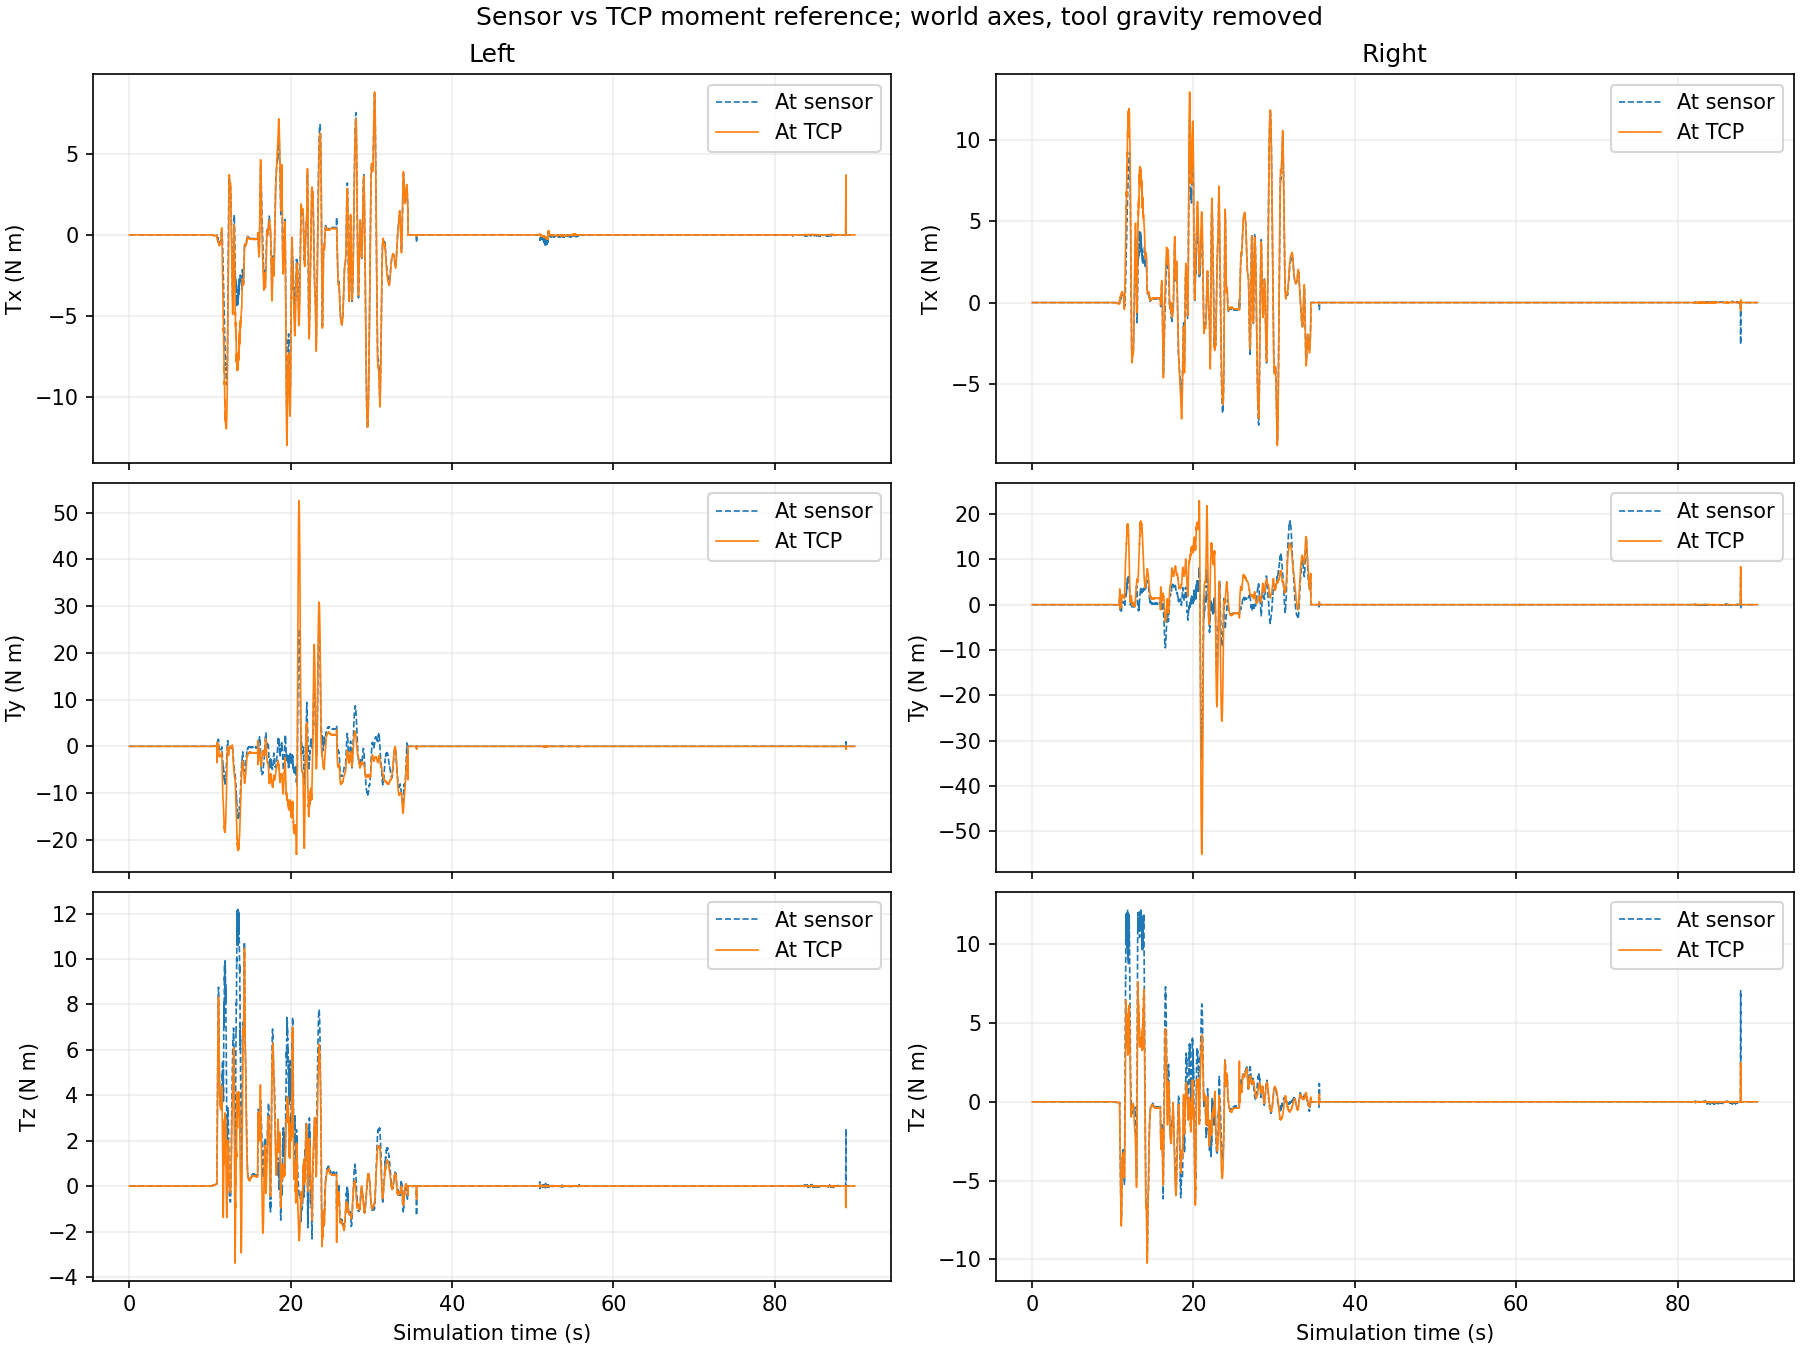 Sensor vs TCP moment reference; world axes, tool gravity removed
Left
Right
Tx (N m)
5
0
−5
−10
At sensor
At TCP
Tx (N m)
10
5
0
−5
At sensor
At TCP
Ty (N m)
50
40
30
20
10
0
−10
−20
At sensor
At TCP
Ty (N m)
20
10
0
−10
−20
−30
−40
−50
At sensor
At TCP
Tz (N m)
12
10
8
6
4
2
0
−2
−4
At sensor
At TCP
0 20 40 60 80
Simulation time (s)
Tz (N m)
10
5
0
−5
−10
At sensor
At TCP
0 20 40 60 80
Simulation time (s)